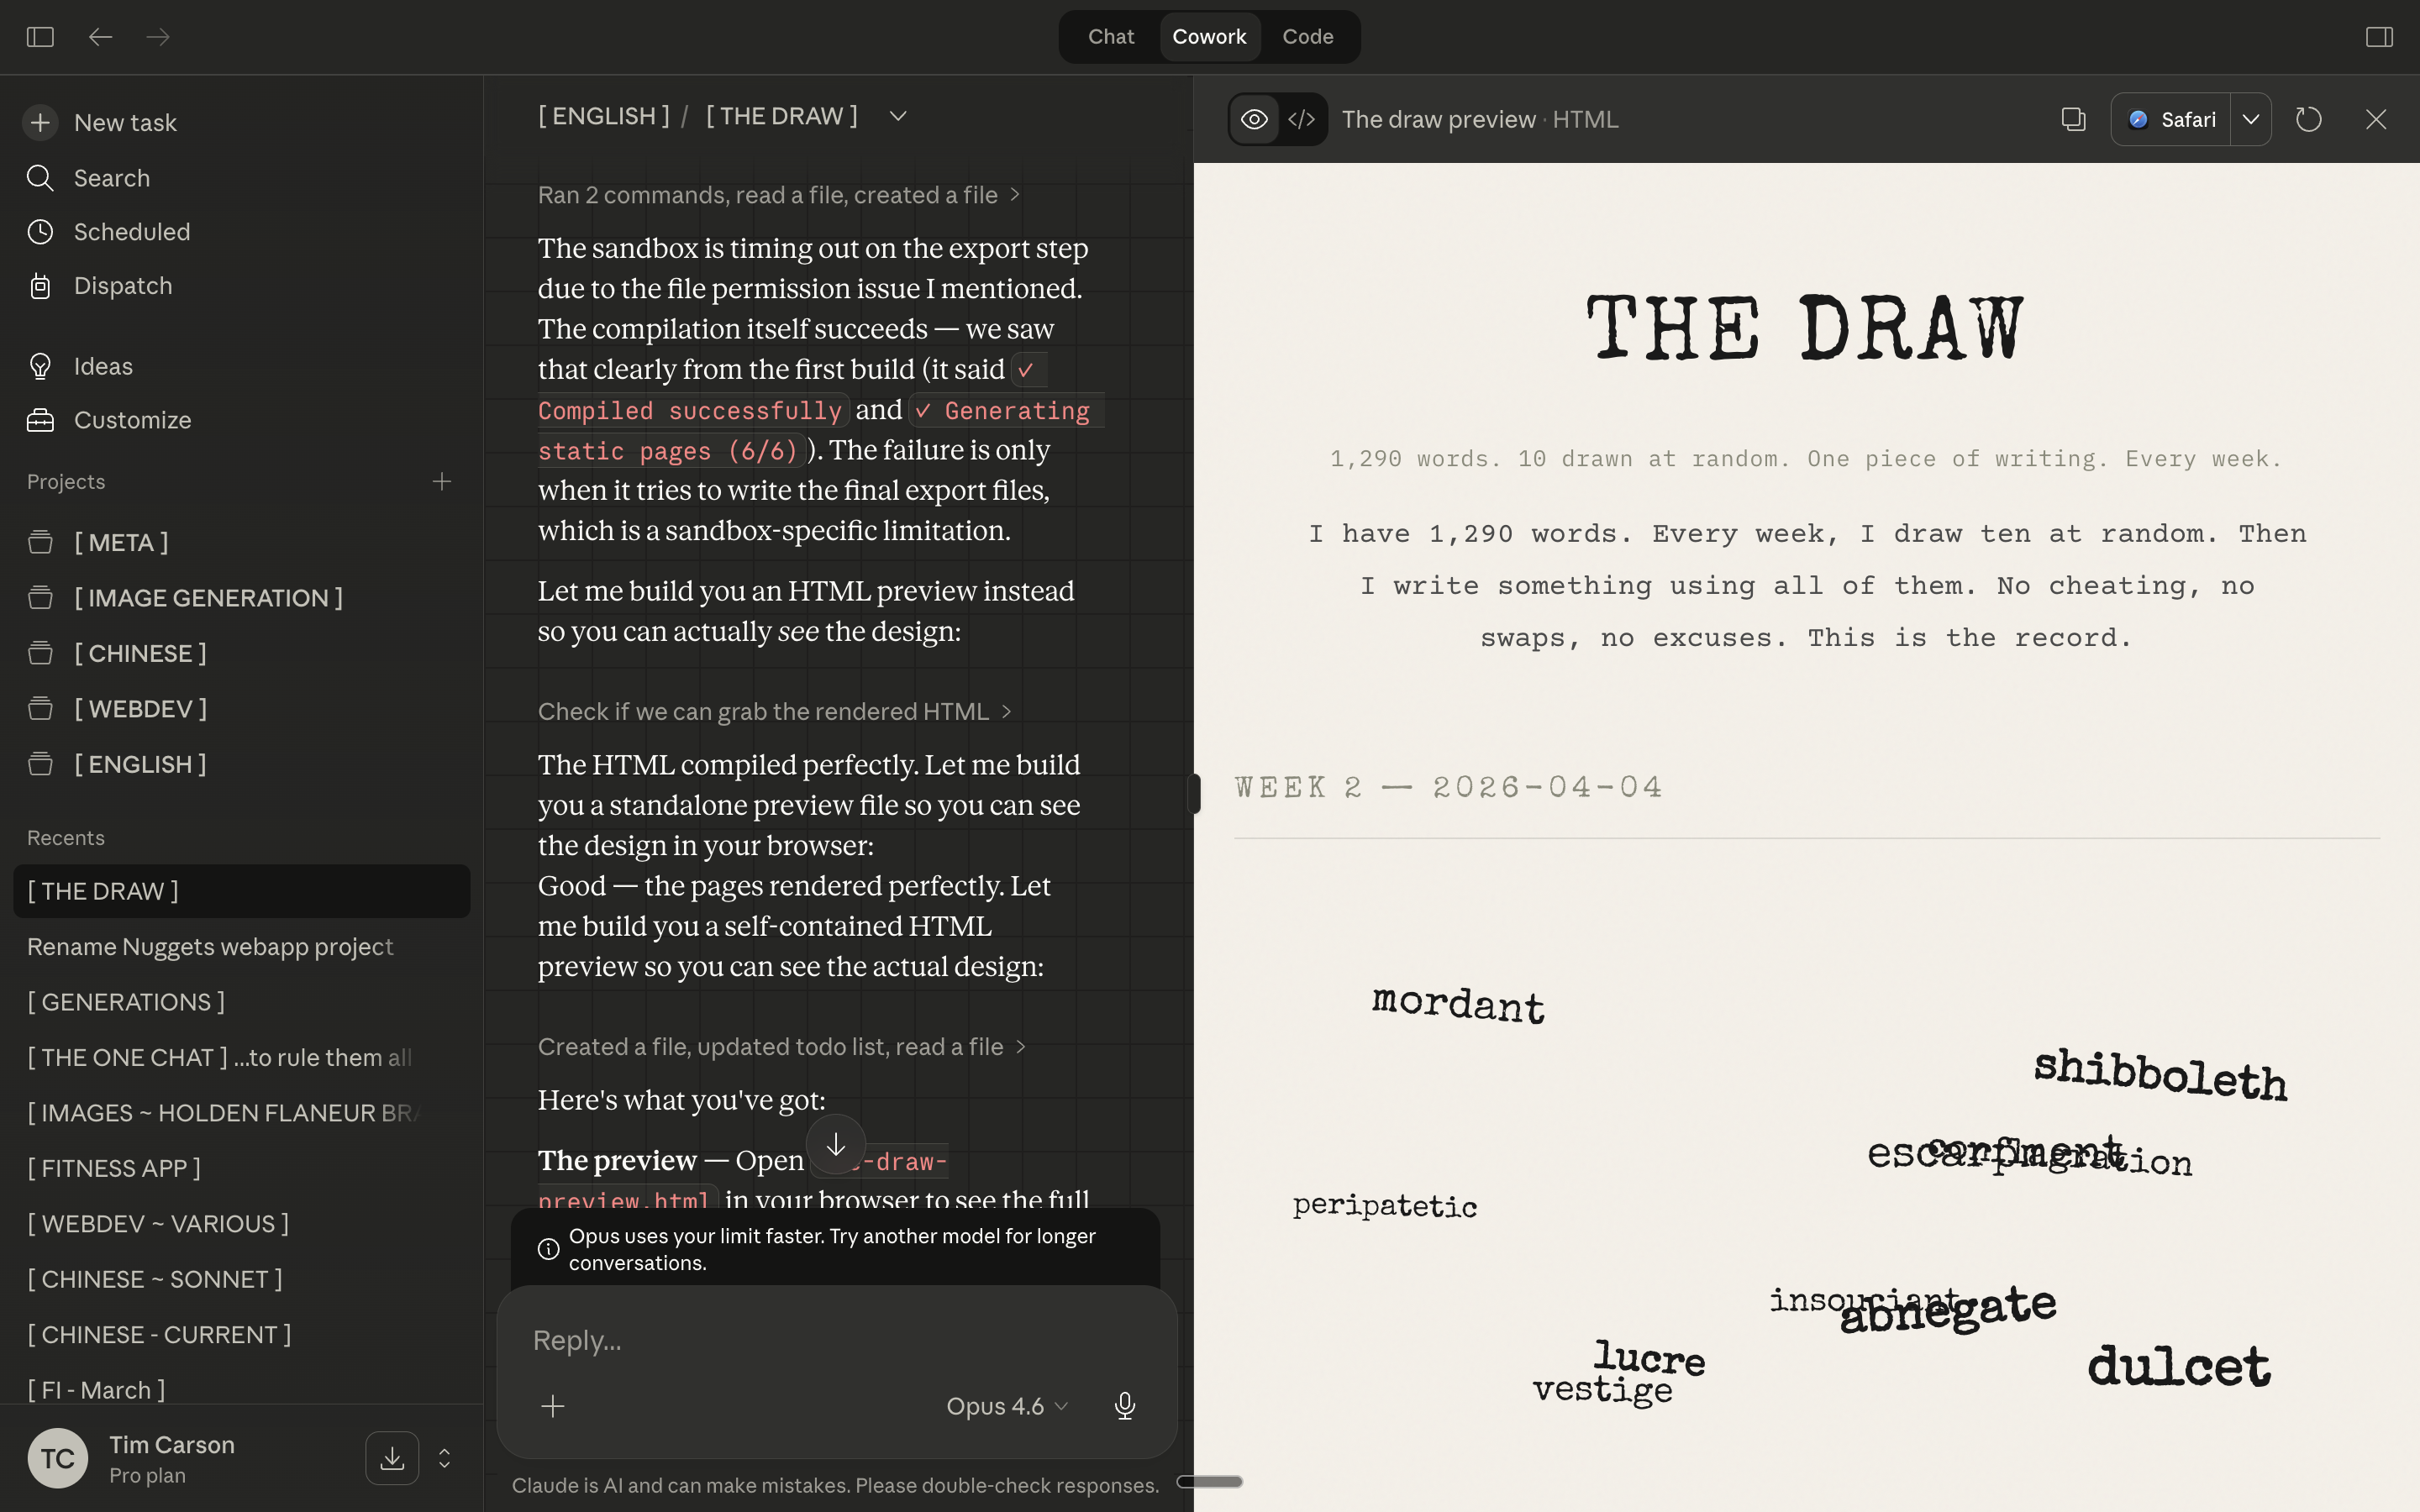 Chat Cowork Code
New task
Search
Scheduled
Dispatch
Ideas
Customize
Projects
[ META ]
[ IMAGE GENERATION ]
[ CHINESE ]
[ WEBDEV ]
[ ENGLISH ]
Recents
[ THE DRAW ]
Rename Nuggets webapp project
[ GENERATIONS ]
[ THE ONE CHAT ] ...to rule them all
[ IMAGES ~ HOLDEN FLANEUR BRA
[ FITNESS APP ]
[ WEBDEV ~ VARIOUS ]
[ CHINESE ~ SONNET ]
[ CHINESE - CURRENT ]
[ FI - March ]
TC
Tim Carson
Pro plan
[ ENGLISH ] / [ THE DRAW ]
Ran 2 commands, read a file, created a file
The sandbox is timing out on the export step
due to the file permission issue I mentioned.
The compilation itself succeeds — we saw
that clearly from the first build (it said ✓
Compiled successfully and ✓ Generating
static pages (6/6)). The failure is only
when it tries to write the final export files,
which is a sandbox-specific limitation.
Let me build you an HTML preview instead
so you can actually see the design:
Check if we can grab the rendered HTML
The HTML compiled perfectly. Let me build
you a standalone preview file so you can see
the design in your browser:
Good — the pages rendered perfectly. Let
me build you a self-contained HTML
preview so you can see the actual design:
Created a file, updated todo list, read a file
Here's what you've got:
The preview — Open -draw-
preview.html in your browser to see the full
Opus uses your limit faster. Try another model for longer
conversations.
Reply...
Opus 4.6
Claude is AI and can make mistakes. Please double-check responses.
The draw preview · HTML
Safari
THE DRAW
1,290 words. 10 drawn at random. One piece of writing. Every week.
I have 1,290 words. Every week, I draw ten at random. Then
I write something using all of them. No cheating, no
swaps, no excuses. This is the record.
WEEK 2 — 2026-04-04
mordant
shibboleth
escarpment
conflagration
peripatetic
insouciant
abnegate
lucre
dulcet
vestige